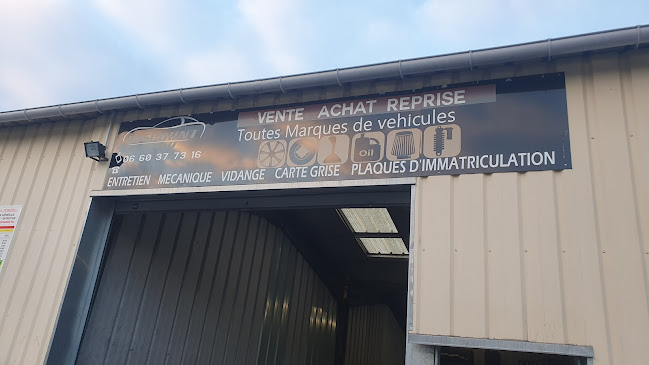 VENTE ACHAT REPRISE
Toutes Marques de vehicules
06 60 37 73 16
Oil
ENTRETIEN MECANIQUE VIDANGE CARTE GRISE PLAQUES D'IMMATRICULATION